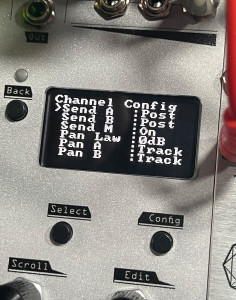 Out
Back
Channel Config
>Send A :Post
Send B :Post
Send M :On
Pan Law :0dB
Pan A :Track
Pan B :Track
Select
Config
Scroll
Edit